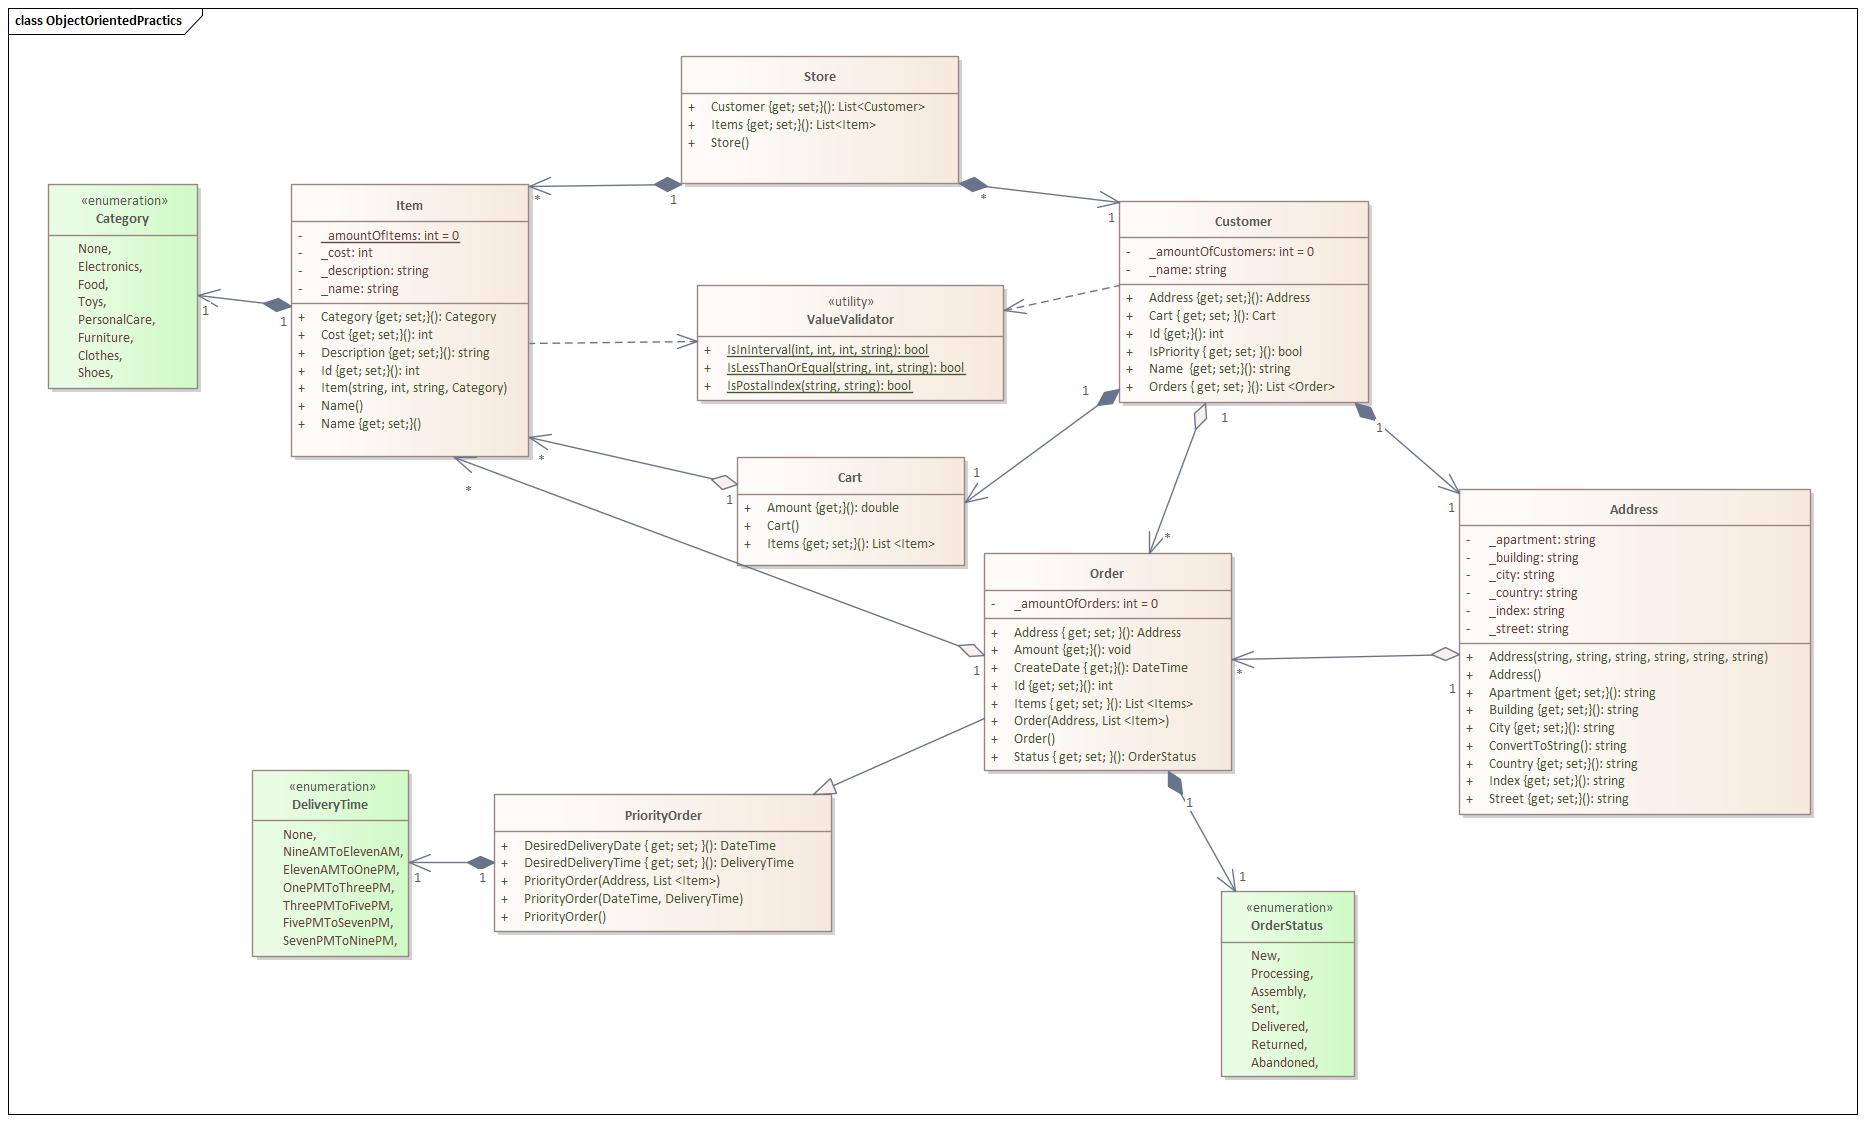 class ObjectOrientedPractics
Store
+ Customer {get; set;}(): List<Customer>
+ Items {get; set;}(): List<Item>
+ Store()
1
*
*
1
«enumeration»
Category
None,
Electronics,
Food,
Toys,
PersonalCare,
Furniture,
Clothes,
Shoes,
1
1
Item
- _amountOfItems: int = 0
- _cost: int
- _description: string
- _name: string
+ Category {get; set;}(): Category
+ Cost {get; set;}(): int
+ Description {get; set;}(): string
+ Id {get; set;}(): int
+ Item(string, int, string, Category)
+ Name()
+ Name {get; set;}()
*
*
«utility»
ValueValidator
+ IsInInterval(int, int, int, string): bool
+ IsLessThanOrEqual(string, int, string): bool
+ IsPostalIndex(string, string): bool
Customer
- _amountOfCustomers: int = 0
- _name: string
+ Address {get; set;}(): Address
+ Cart { get; set; }(): Cart
+ Id {get;}(): int
+ IsPriority { get; set; }(): bool
+ Name {get; set;}(): string
+ Orders { get; set; }(): List <Order>
1
1
1
1
Cart
+ Amount {get;}(): double
+ Cart()
+ Items {get; set;}(): List <Item>
1
*
1
Order
- _amountOfOrders: int = 0
+ Address { get; set; }(): Address
+ Amount {get;}(): void
+ CreateDate { get;}(): DateTime
+ Id {get; set;}(): int
+ Items { get; set; }(): List <Items>
+ Order(Address, List <Item>)
+ Order()
+ Status { get; set; }(): OrderStatus
1
*
1
Address
- _apartment: string
- _building: string
- _city: string
- _country: string
- _index: string
- _street: string
+ Address(string, string, string, string, string, string)
+ Address()
+ Apartment {get; set;}(): string
+ Building {get; set;}(): string
+ City {get; set;}(): string
+ ConvertToString(): string
+ Country {get; set;}(): string
+ Index {get; set;}(): string
+ Street {get; set;}(): string
1
«enumeration»
DeliveryTime
None,
NineAMToElevenAM,
ElevenAMToOnePM,
OnePMToThreePM,
ThreePMToFivePM,
FivePMToSevenPM,
SevenPMToNinePM,
1
1
PriorityOrder
+ DesiredDeliveryDate { get; set; }(): DateTime
+ DesiredDeliveryTime { get; set; }(): DeliveryTime
+ PriorityOrder(Address, List <Item>)
+ PriorityOrder(DateTime, DeliveryTime)
+ PriorityOrder()
1
1
«enumeration»
OrderStatus
New,
Processing,
Assembly,
Sent,
Delivered,
Returned,
Abandoned,